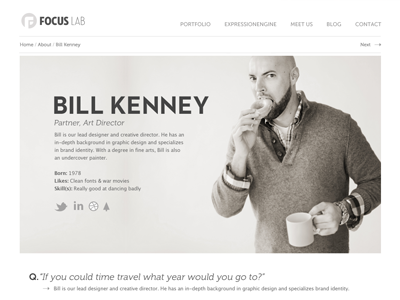 FOCUS LAB
PORTFOLIO EXPRESSIONENGINE MEET US BLOG CONTACT
Home / About / Bill Kenney
Next →
BILL KENNEY
Partner, Art Director
Bill is our lead designer and creative director. He has an
in-depth background in graphic design and specializes
in brand identity. With a degree in fine arts, Bill is also
an undercover painter.
Born: 1978
Likes: Clean fonts & war movies
Skill(s): Really good at dancing badly
Q. "If you could time travel what year would you go to?"
→ Bill is our lead designer and creative director. He has an in-depth background in graphic design and specializes brand identity.